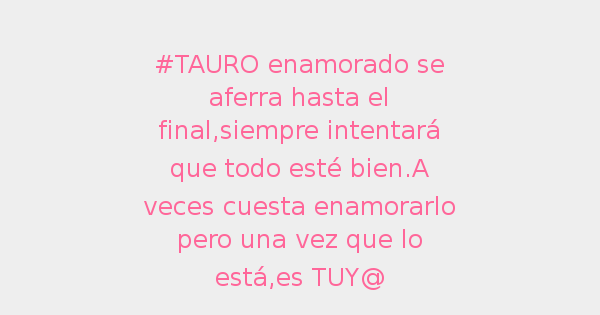 #TAURO enamorado se
aferra hasta el
final,siempre intentará
que todo esté bien.A
veces cuesta enamorarlo
pero una vez que lo
está,es TUY@